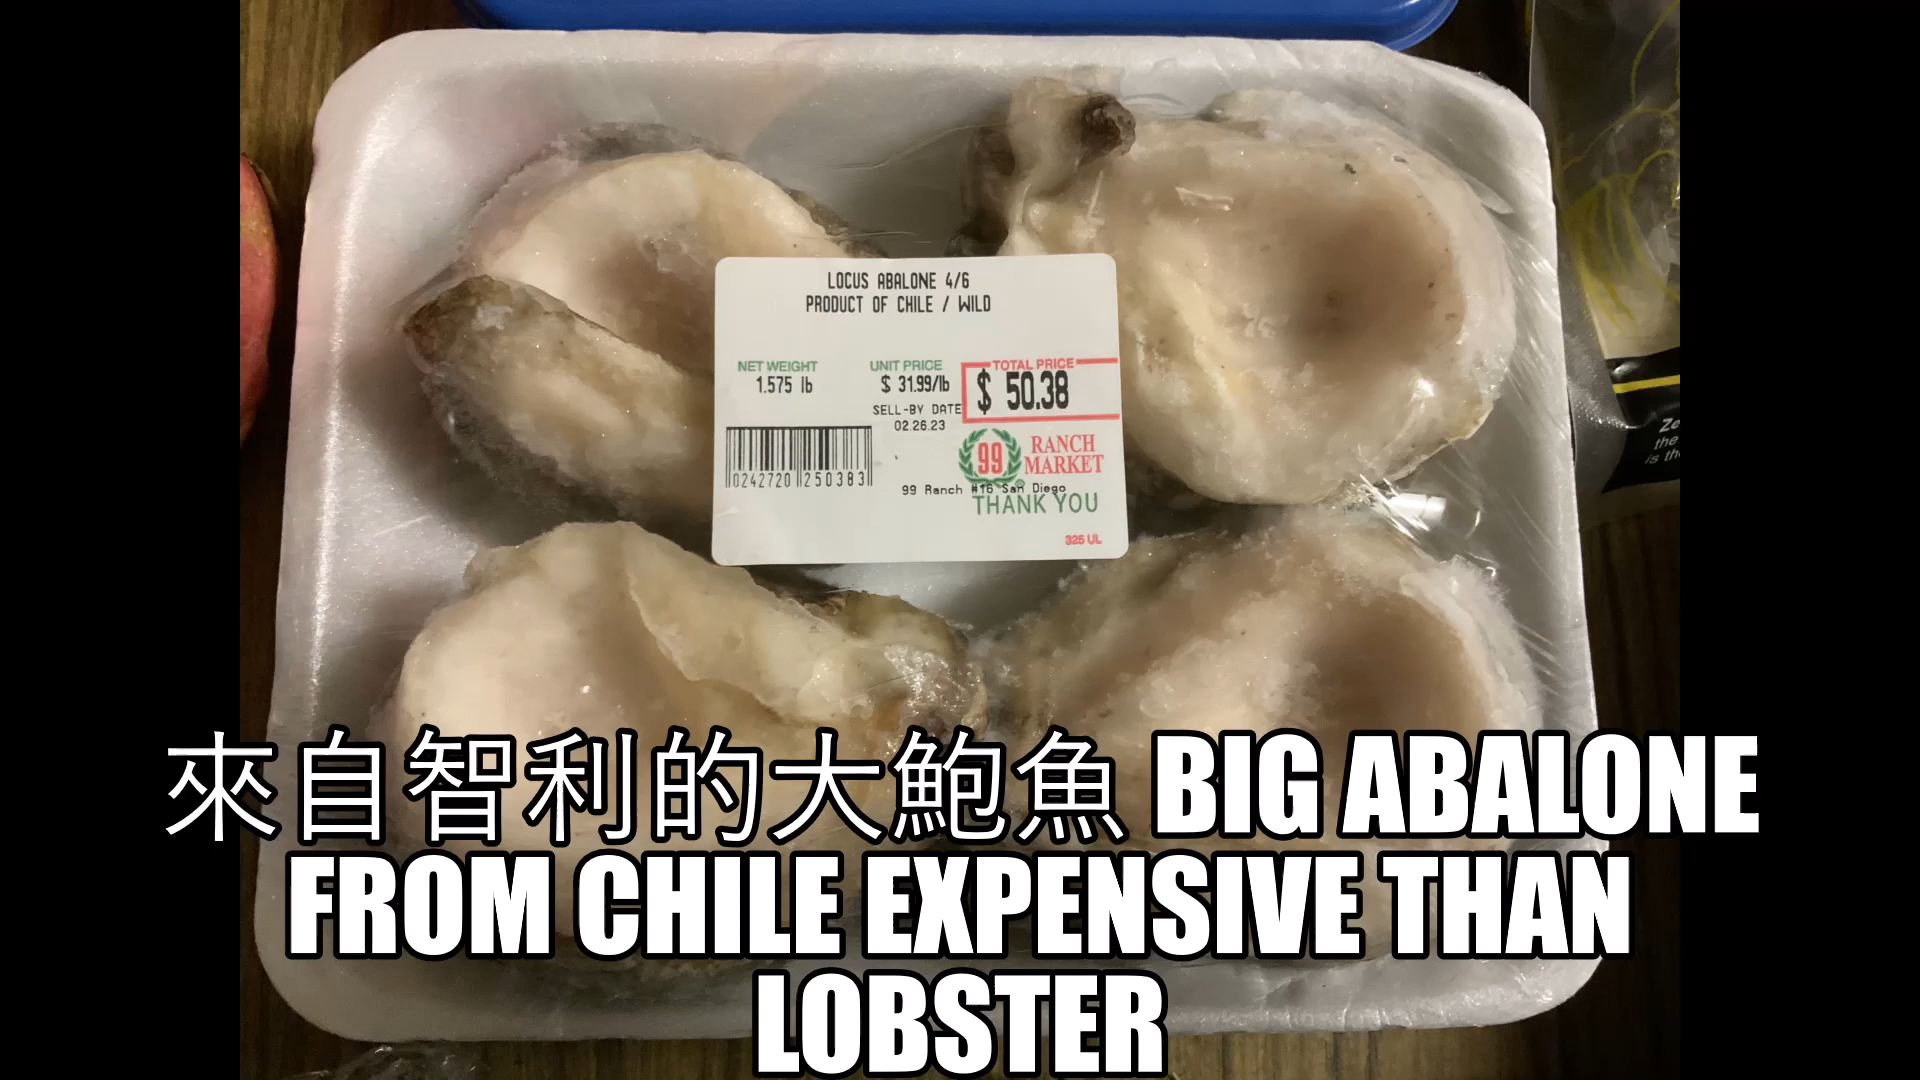 LOCUS ABALONE 4/6
PRODUCT OF CHILE / WILD
NET WEIGHT
1.575 lb
UNIT PRICE
$ 31.99/lb
TOTAL PRICE
$ 50.38
SELL-BY DATE
02.26.23
0242720 250383
99 RANCH
MARKET
99 Ranch #16 San Diego
THANK YOU
325 UL
the
is th
來自智利的大鮑魚 BIG ABALONE
FROM CHILE EXPENSIVE THAN
LOBSTER